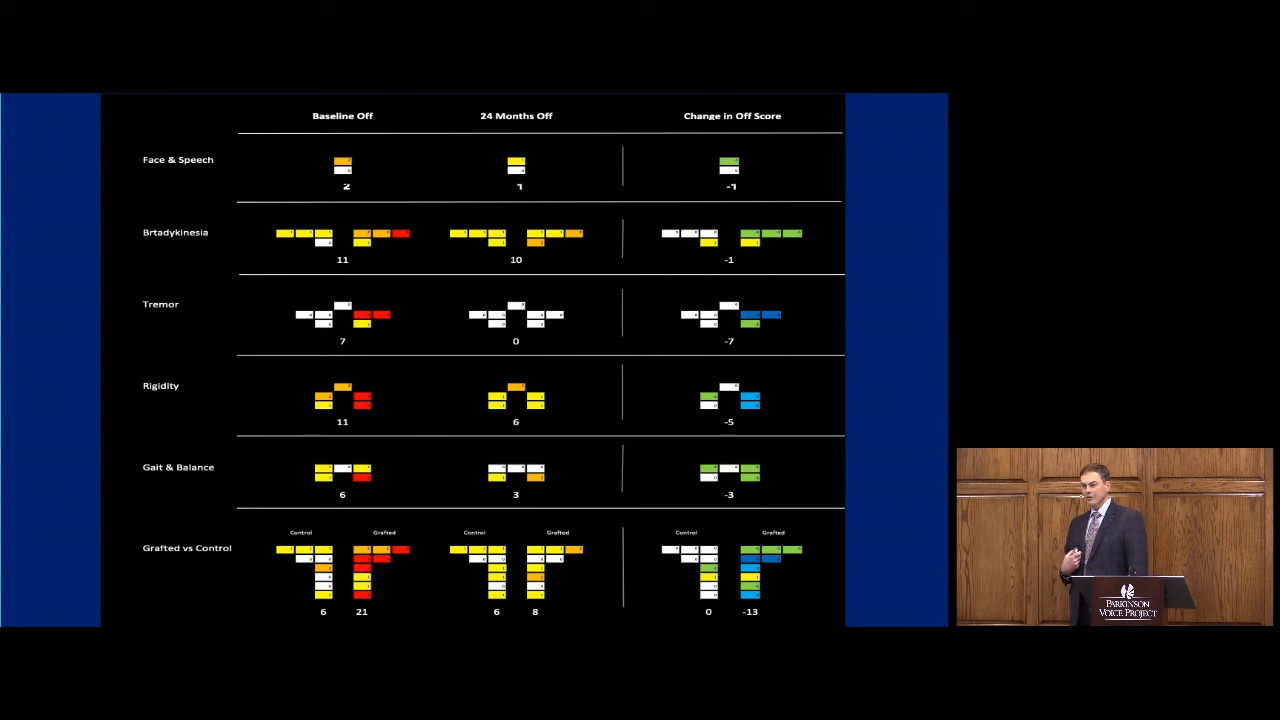 Baseline Off 24 Months Off Change in Off Score
Face & Speech
2 1 -1
Brtadykinesia
11 10 -1
Tremor
7 0 -7
Rigidity
11 6 -5
Gait & Balance
6 3 -3
Control Grafted Control Grafted Control Grafted
Grafted vs Control
6 21 6 8 0 -13
PARKINSON
VOICE PROJECT